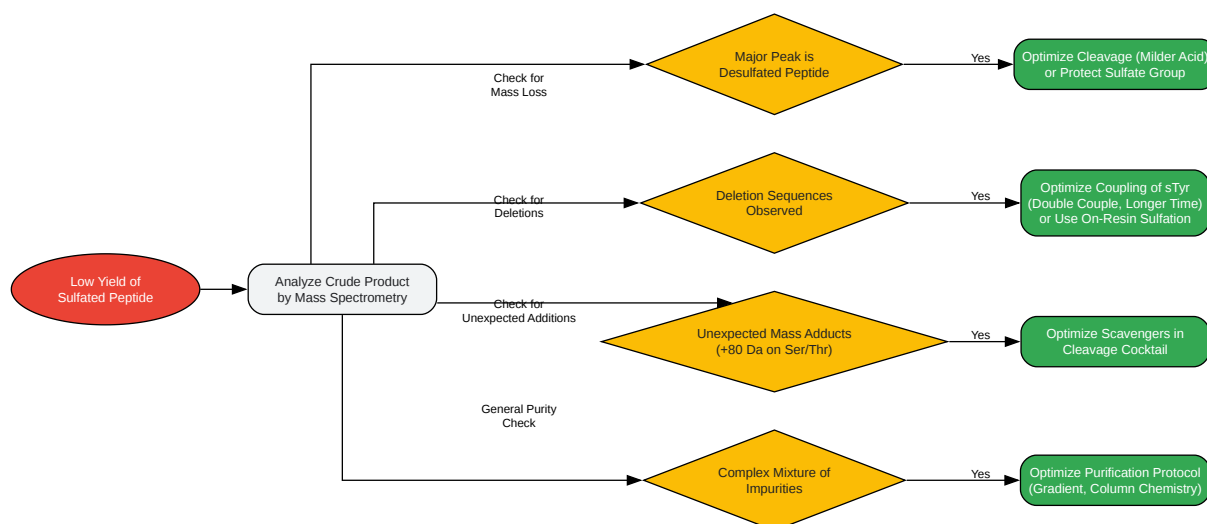 Low Yield of
Sulfated Peptide
Analyze Crude Product
by Mass Spectrometry
Check for
Mass Loss
Major Peak is
Desulfated Peptide
Yes
Optimize Cleavage (Milder Acid)
or Protect Sulfate Group
Check for
Deletions
Deletion Sequences
Observed
Yes
Optimize Coupling of sTyr
(Double Couple, Longer Time)
or Use On-Resin Sulfation
Check for
Unexpected Additions
Unexpected Mass Adducts
(+80 Da on Ser/Thr)
Yes
Optimize Scavengers in
Cleavage Cocktail
General Purity
Check
Complex Mixture of
Impurities
Yes
Optimize Purification Protocol
(Gradient, Column Chemistry)